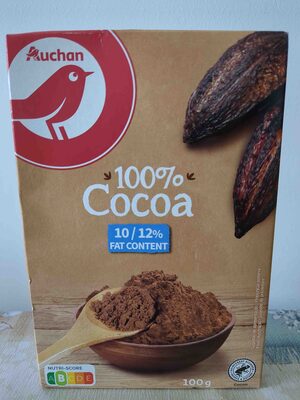 Auchan
100%
Cocoa
10 / 12%
FAT CONTENT
NUTRI-SCORE
A B C D E
100g